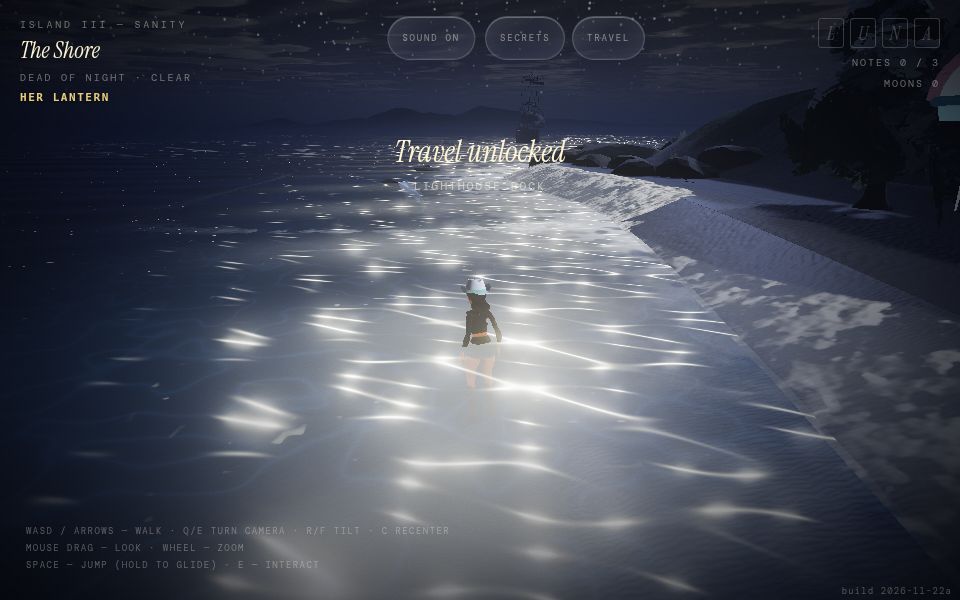 ISLAND III — SANITY
The Shore
DEAD OF NIGHT · CLEAR
HER LANTERN
SOUND ON
SECRETS
TRAVEL
E U N A
NOTES 0 / 3
MOONS 0
Travel unlocked
LIGHTHOUSE ROCK
WASD / ARROWS — WALK · Q/E TURN CAMERA · R/F TILT · C RECENTER
MOUSE DRAG — LOOK · WHEEL — ZOOM
SPACE — JUMP (HOLD TO GLIDE) · E — INTERACT
build 2026-11-22a